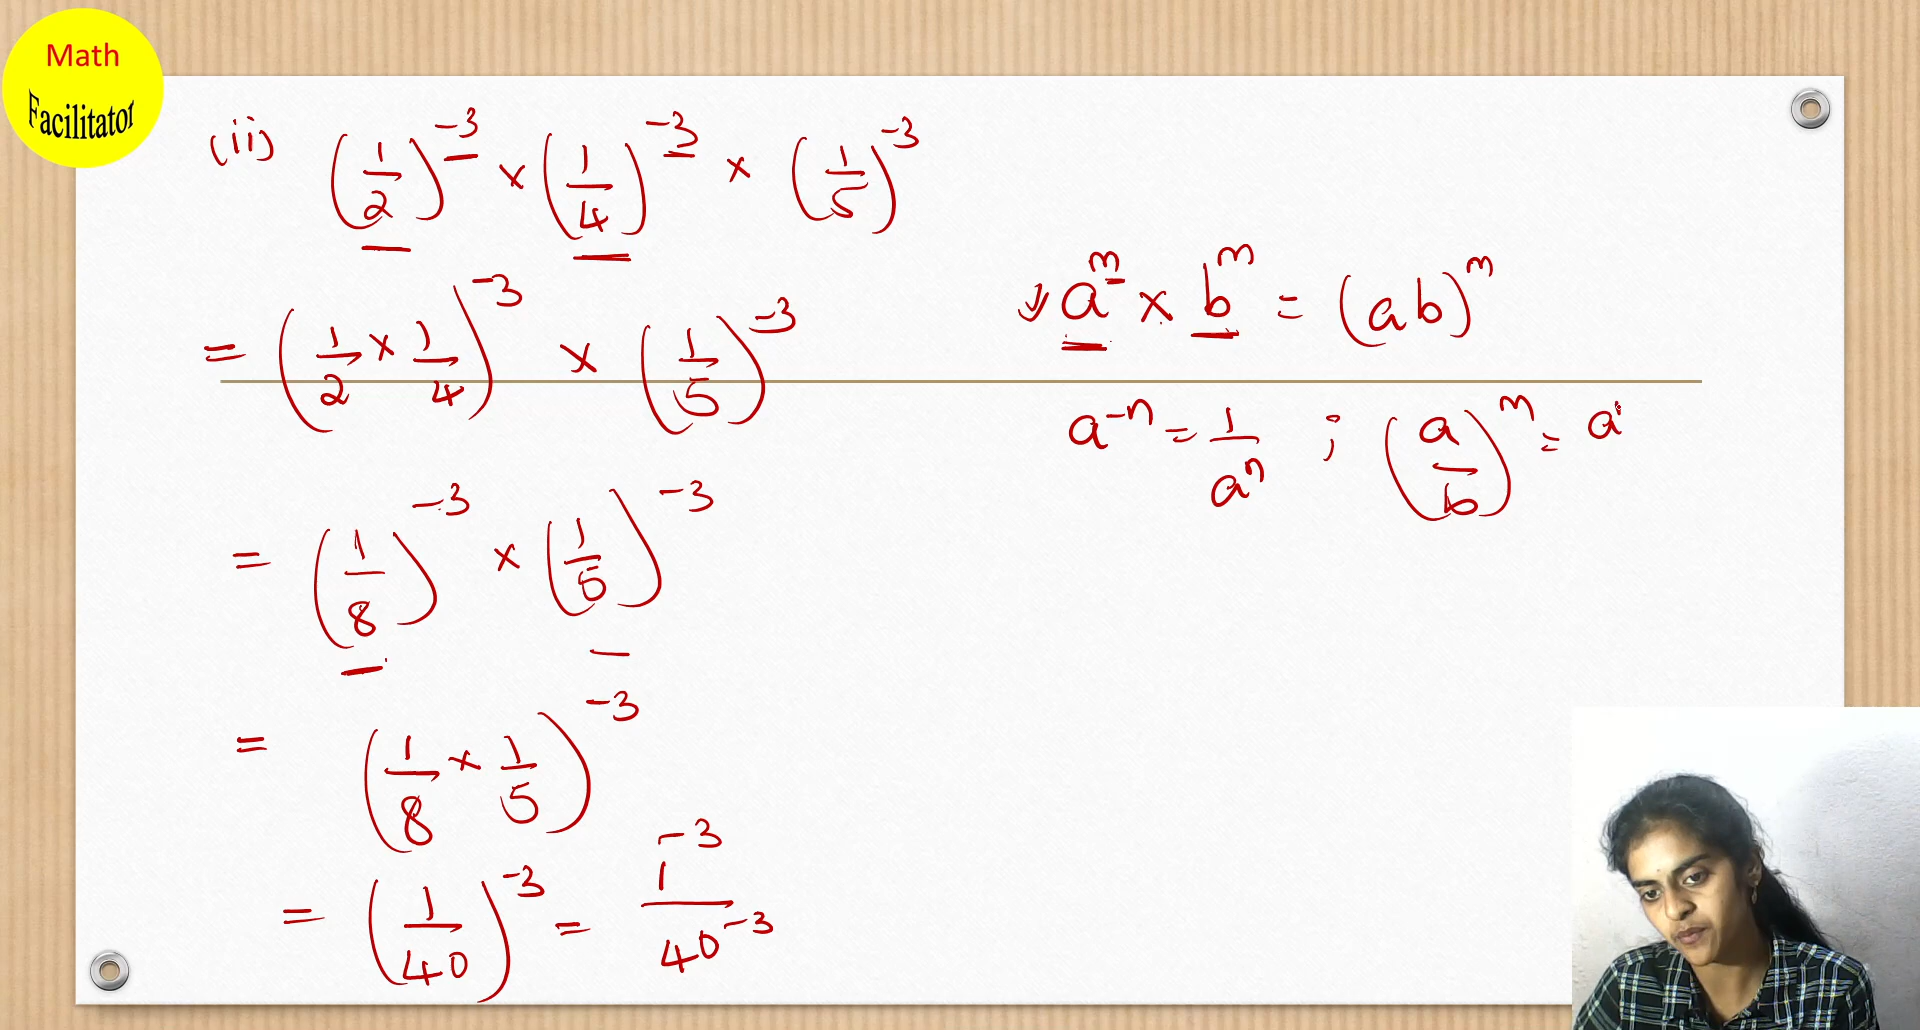 Math
Facilitator
(ii) (1/2)^-3 × (1/4)^-3 × (1/5)^-3
= (1/2 × 1/4)^-3 × (1/5)^-3
= (1/8)^-3 × (1/5)^-3
= (1/8 × 1/5)^-3
= (1/40)^-3 = 1^-3/40^-3
a^m × b^m = (ab)^m
a^-n = 1/a^n ; (a/b)^m = a